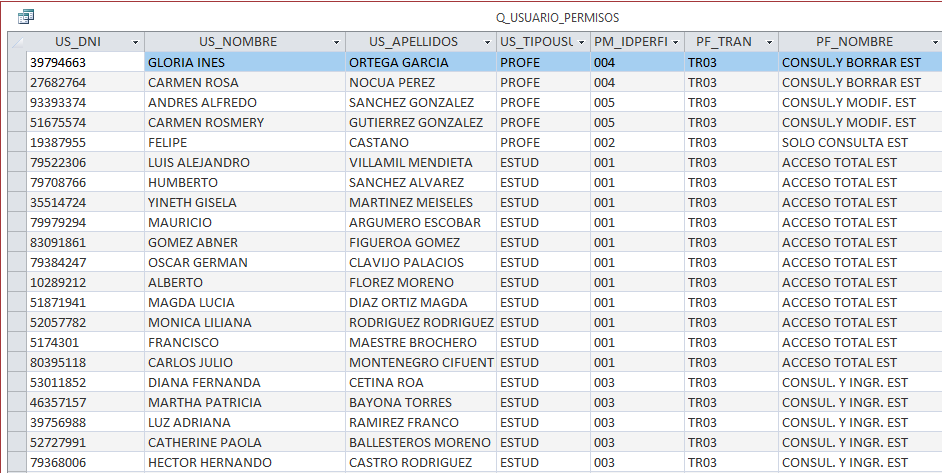 Q_USUARIO_PERMISOS
US_DNI US_NOMBRE US_APELLIDOS US_TIPOUSU PM_IDPERFI PF_TRAN PF_NOMBRE
39794663 GLORIA INES ORTEGA GARCIA PROFE 004 TR03 CONSUL.Y BORRAR EST
27682764 CARMEN ROSA NOCUA PEREZ PROFE 004 TR03 CONSUL.Y BORRAR EST
93393374 ANDRES ALFREDO SANCHEZ GONZALEZ PROFE 005 TR03 CONSUL.Y MODIF. EST
51675574 CARMEN ROSMERY GUTIERREZ GONZALEZ PROFE 005 TR03 CONSUL.Y MODIF. EST
19387955 FELIPE CASTANO PROFE 002 TR03 SOLO CONSULTA EST
79522306 LUIS ALEJANDRO VILLAMIL MENDIETA ESTUD 001 TR03 ACCESO TOTAL EST
79708766 HUMBERTO SANCHEZ ALVAREZ ESTUD 001 TR03 ACCESO TOTAL EST
35514724 YINETH GISELA MARTINEZ MEISELES ESTUD 001 TR03 ACCESO TOTAL EST
79979294 MAURICIO ARGUMERO ESCOBAR ESTUD 001 TR03 ACCESO TOTAL EST
83091861 GOMEZ ABNER FIGUEROA GOMEZ ESTUD 001 TR03 ACCESO TOTAL EST
79384247 OSCAR GERMAN CLAVIJO PALACIOS ESTUD 001 TR03 ACCESO TOTAL EST
10289212 ALBERTO FLOREZ MORENO ESTUD 001 TR03 ACCESO TOTAL EST
51871941 MAGDA LUCIA DIAZ ORTIZ MAGDA ESTUD 001 TR03 ACCESO TOTAL EST
52057782 MONICA LILIANA RODRIGUEZ RODRIGUEZ ESTUD 001 TR03 ACCESO TOTAL EST
5174301 FRANCISCO MAESTRE BROCHERO ESTUD 001 TR03 ACCESO TOTAL EST
80395118 CARLOS JULIO MONTENEGRO CIFUENT ESTUD 001 TR03 ACCESO TOTAL EST
53011852 DIANA FERNANDA CETINA ROA ESTUD 003 TR03 CONSUL. Y INGR. EST
46357157 MARTHA PATRICIA BAYONA TORRES ESTUD 003 TR03 CONSUL. Y INGR. EST
39756988 LUZ ADRIANA RAMIREZ FRANCO ESTUD 003 TR03 CONSUL. Y INGR. EST
52727991 CATHERINE PAOLA BALLESTEROS MORENO ESTUD 003 TR03 CONSUL. Y INGR. EST
79368006 HECTOR HERNANDO CASTRO RODRIGUEZ ESTUD 003 TR03 CONSUL. Y INGR. EST